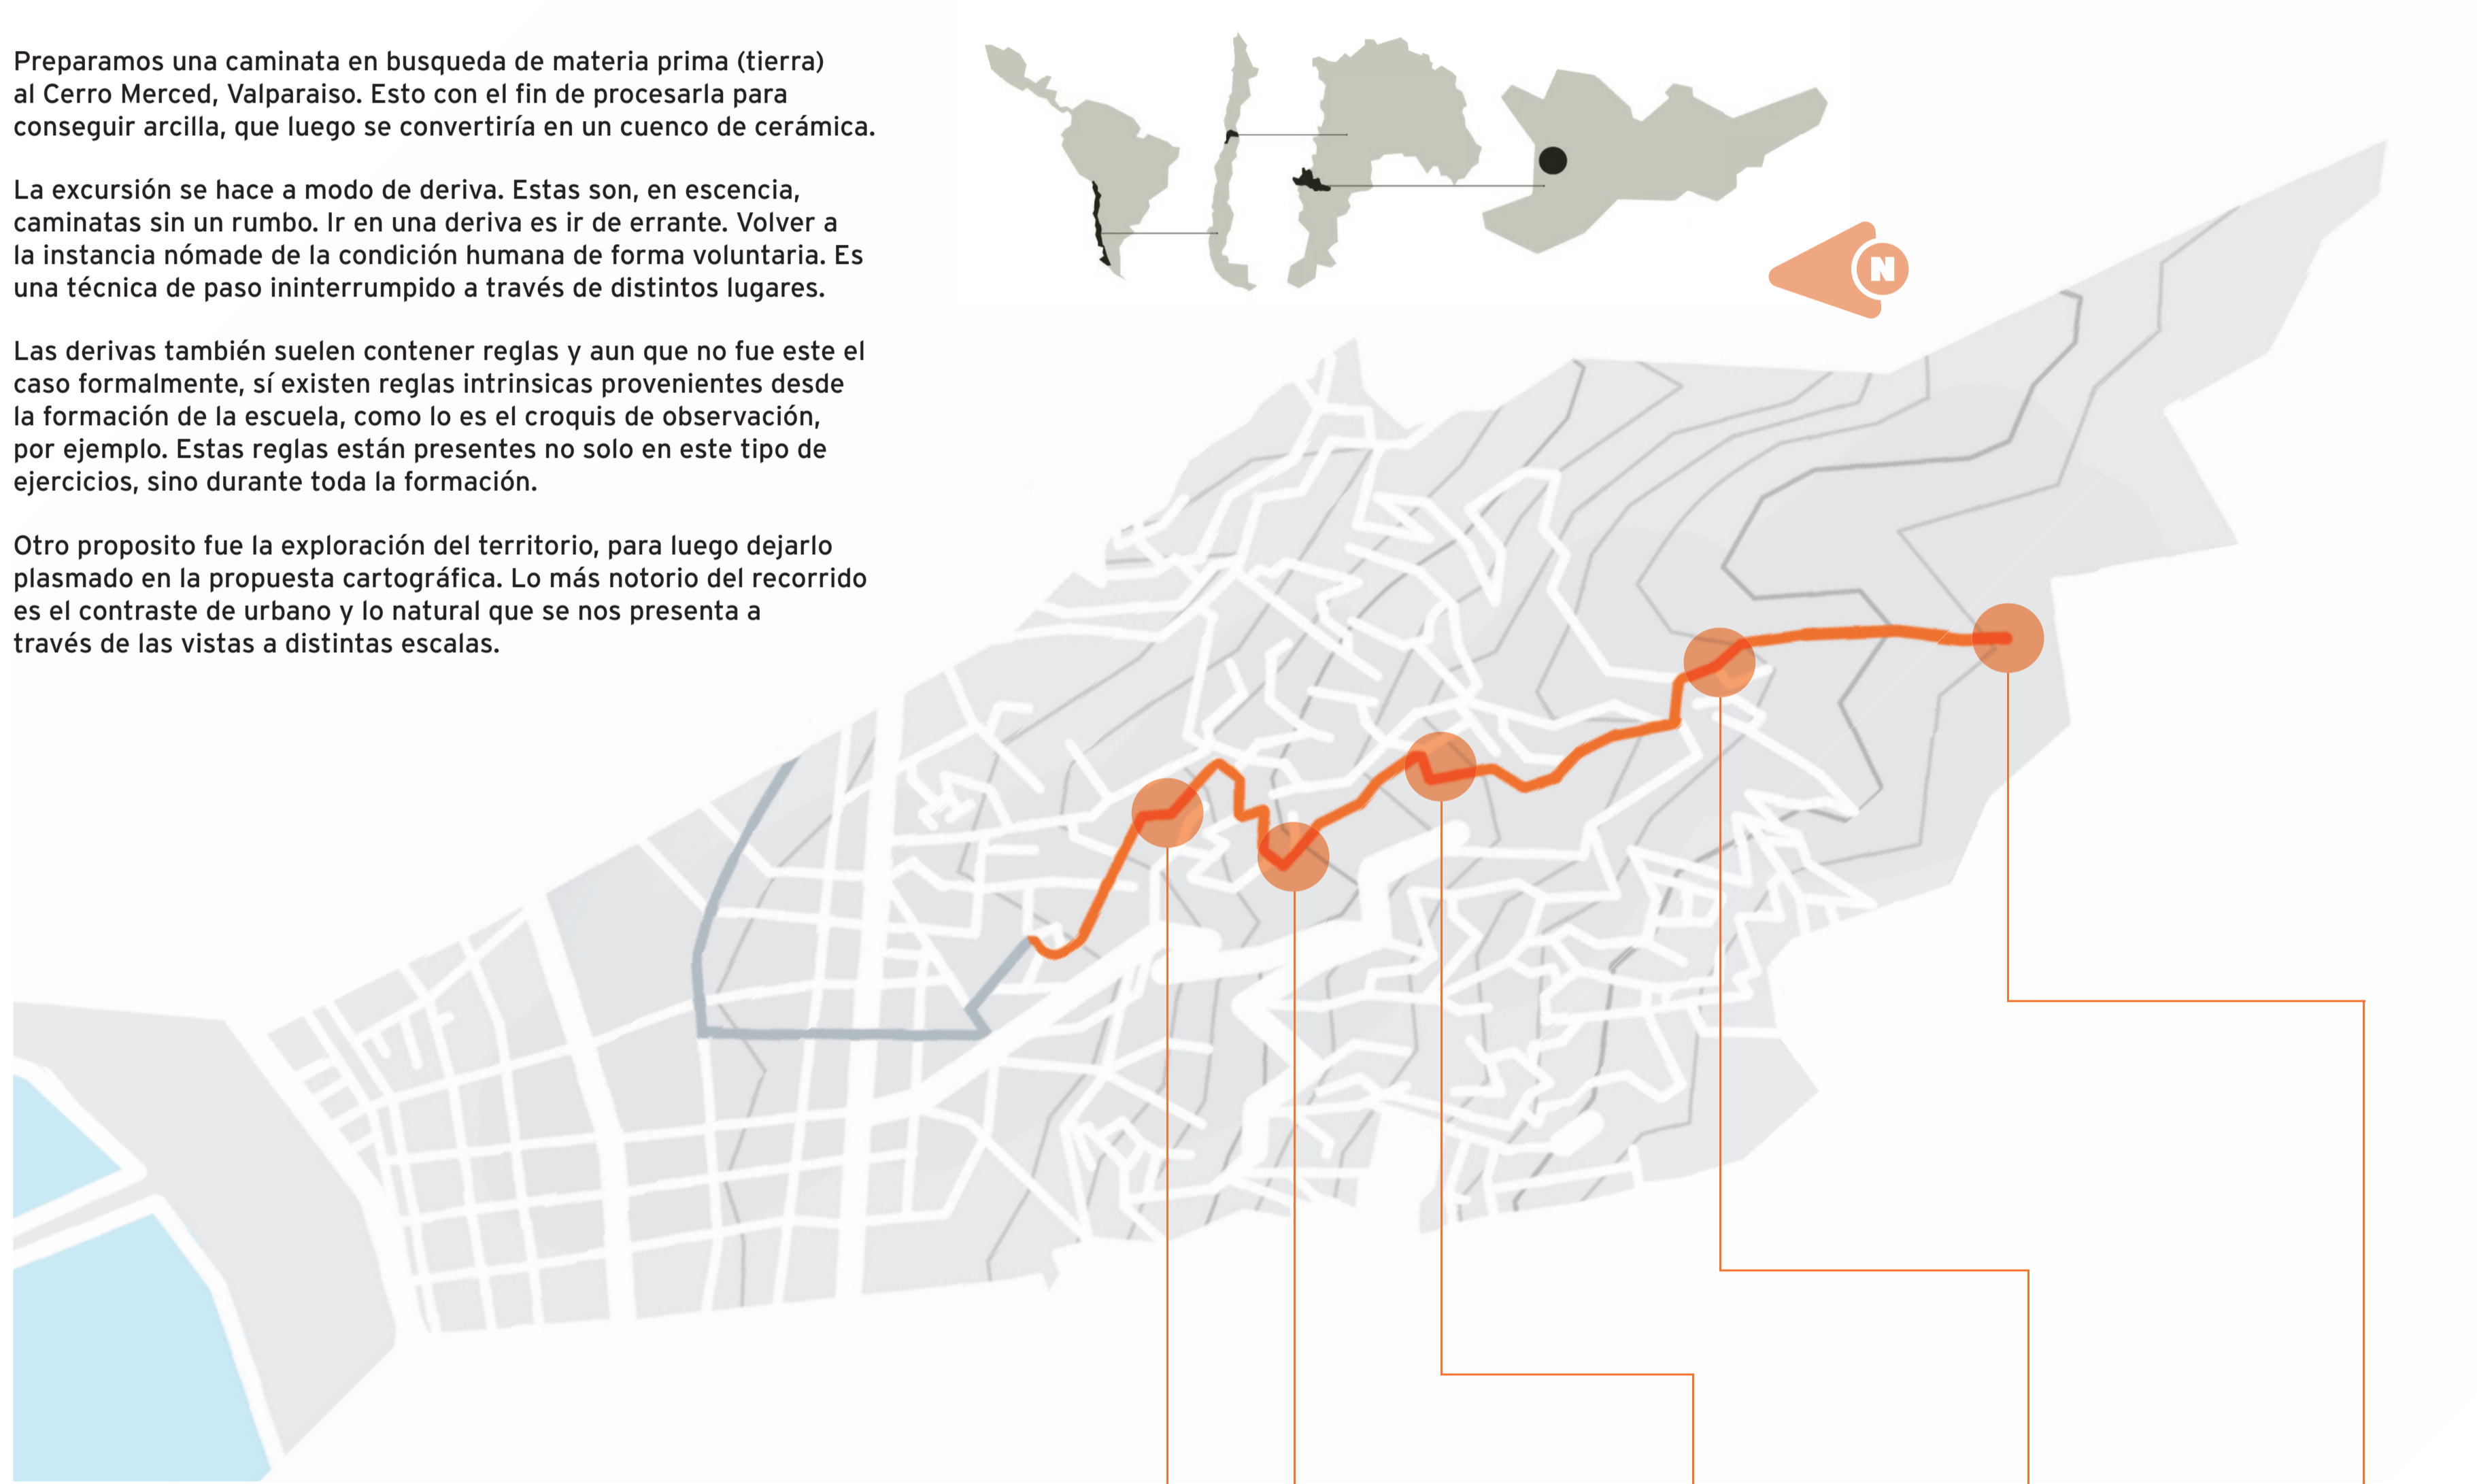 Preparamos una caminata en busqueda de materia prima (tierra)
al Cerro Merced, Valparaiso. Esto con el fin de procesarla para
conseguir arcilla, que luego se convertiría en un cuenco de cerámica.
La excursión se hace a modo de deriva. Estas son, en escencia,
caminatas sin un rumbo. Ir en una deriva es ir de errante. Volver a
la instancia nómade de la condición humana de forma voluntaria. Es
una técnica de paso ininterrumpido a través de distintos lugares.
Las derivas también suelen contener reglas y aun que no fue este el
caso formalmente, sí existen reglas intrinsicas provenientes desde
la formación de la escuela, como lo es el croquis de observación,
por ejemplo. Estas reglas están presentes no solo en este tipo de
ejercicios, sino durante toda la formación.
Otro proposito fue la exploración del territorio, para luego dejarlo
plasmado en la propuesta cartográfica. Lo más notorio del recorrido
es el contraste de urbano y lo natural que se nos presenta a
través de las vistas a distintas escalas.
N